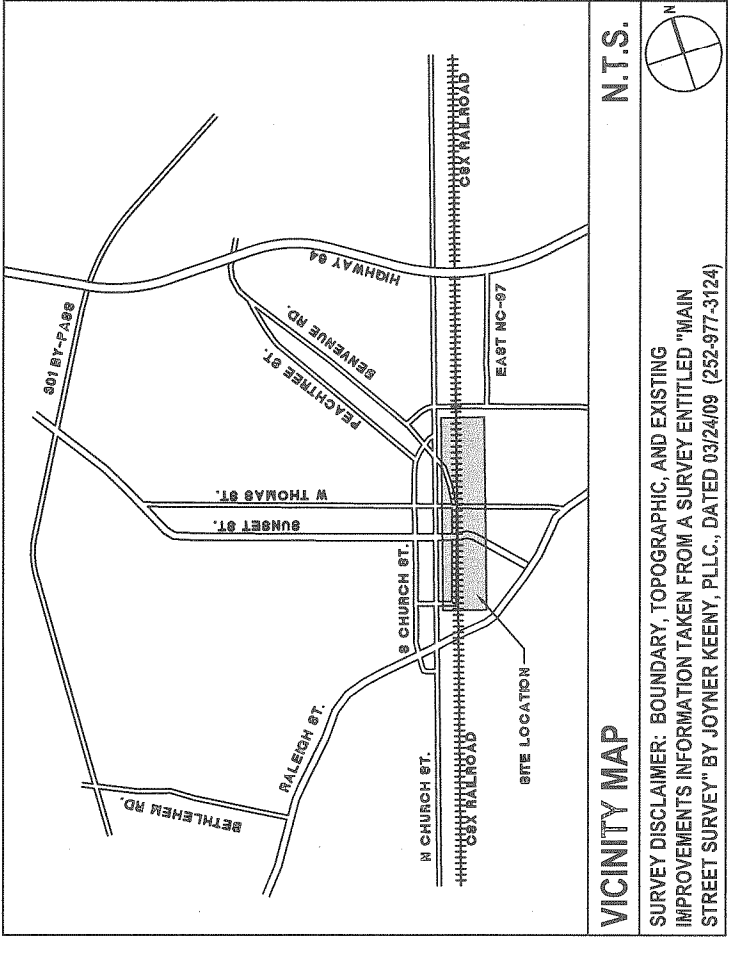 301 BY-PASS
HIGHWAY 64
BENVENUE RD.
PEACHTREE ST.
W THOMAS ST.
SUNSET ST.
BETHLEHEM RD.
RALEIGH ST.
S CHURCH ST.
N CHURCH ST.
CSX RAILROAD
CSX RAILROAD
EAST NC-97
SITE LOCATION
VICINITY MAP
N.T.S.
SURVEY DISCLAIMER: BOUNDARY, TOPOGRAPHIC, AND EXISTING
IMPROVEMENTS INFORMATION TAKEN FROM A SURVEY ENTITLED "MAIN
STREET SURVEY" BY JOYNER KEENY, PLLC., DATED 03/24/09 (252-977-3124)
N